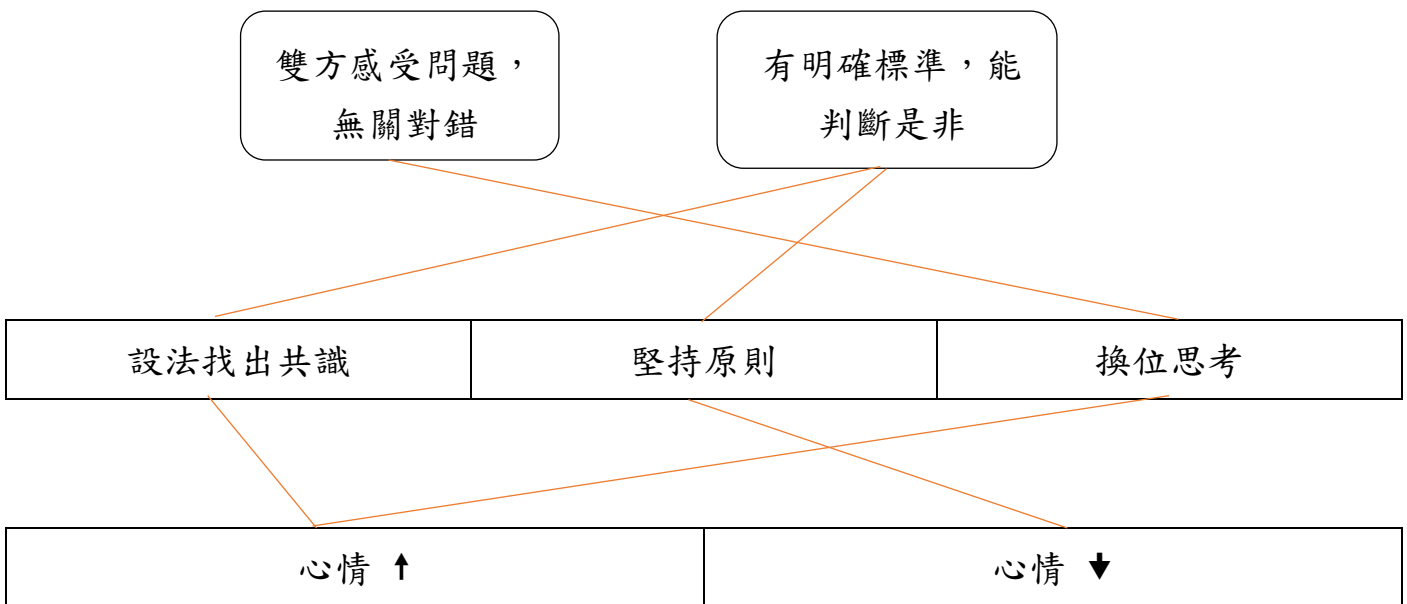 雙方感受問題，
無關對錯
有明確標準，能
判斷是非
設法找出共識
堅持原則
換位思考
心情 ↑
心情 ↓